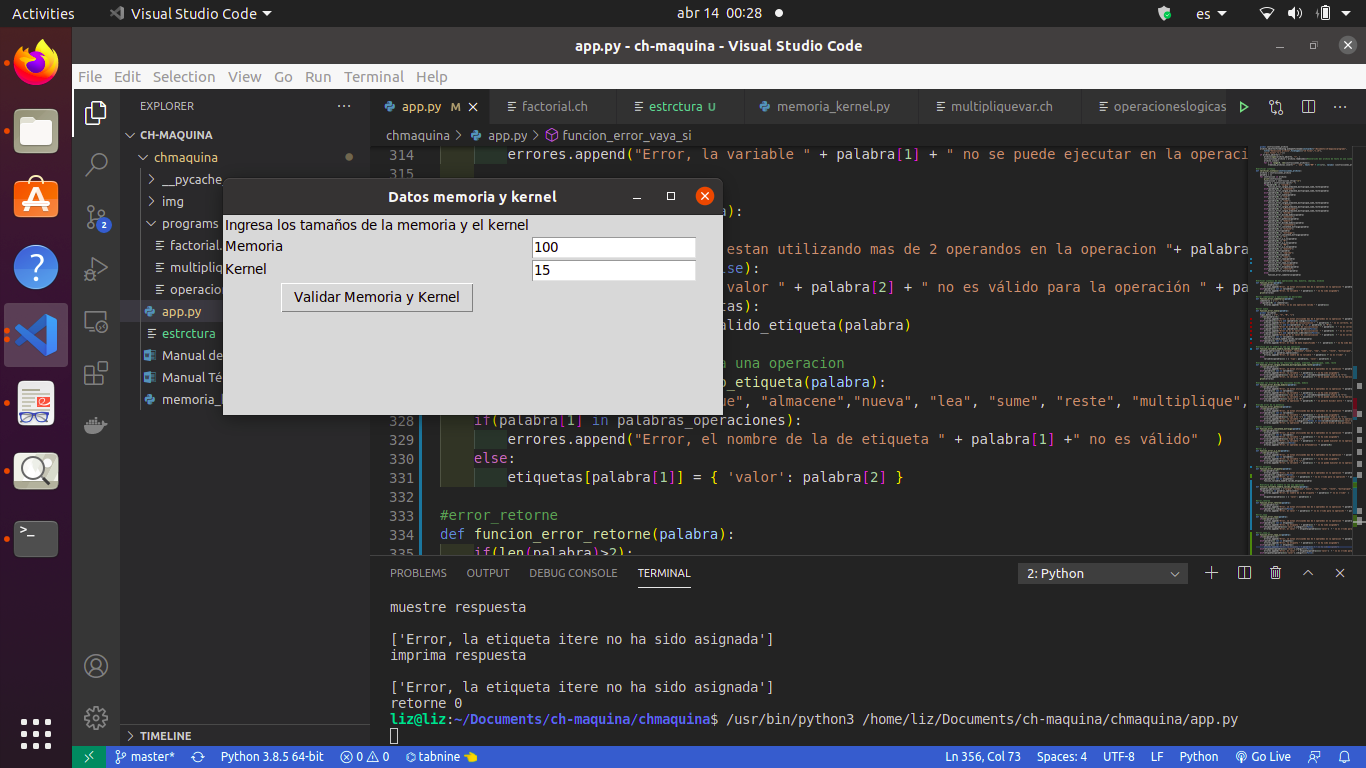 Activities Visual Studio Code abr 14 00:28 es
app.py - ch-maquina - Visual Studio Code
File Edit Selection View Go Run Terminal Help
EXPLORER
CH-MAQUINA
chmaquina
__pycache
img
programs
factorial.
multipliq
operacio
app.py
estrctura
Manual de
Manual Té
memoria_
TIMELINE
2
app.py M factorial.ch estrctura U memoria_kernel.py multipliquevar.ch operacioneslogicas
chmaquina > app.py > funcion_error_vaya_si
314 errores.append("Error, la variable " + palabra[1] + " no se puede ejecutar en la operaci
315
Datos memoria y kernel
Ingresa los tamaños de la memoria y el kernel
Memoria 100
Kernel 15
Validar Memoria y Kernel
a):
estan utilizando mas de 2 operandos en la operacion "+ palabra
lse):
valor " + palabra[2] + " no es válido para la operación " + pa
tas):
alido_etiqueta(palabra)
a una operacion
o_etiqueta(palabra):
ue", "almacene","nueva", "lea", "sume", "reste", "multiplique",
328 if(palabra[1] in palabras_operaciones):
329 errores.append("Error, el nombre de la de etiqueta " + palabra[1] +" no es válido" )
330 else:
331 etiquetas[palabra[1]] = { 'valor': palabra[2] }
332
333 #error_retorne
334 def funcion_error_retorne(palabra):
335 if(len(palabra)>2):
PROBLEMS OUTPUT DEBUG CONSOLE TERMINAL 2: Python
muestre respuesta
['Error, la etiqueta itere no ha sido asignada']
imprima respuesta
['Error, la etiqueta itere no ha sido asignada']
retorne 0
liz@liz:~/Documents/ch-maquina/chmaquina$ /usr/bin/python3 /home/liz/Documents/ch-maquina/chmaquina/app.py
master* Python 3.8.5 64-bit 0 0 tabnine Ln 356, Col 73 Spaces: 4 UTF-8 LF Python Go Live